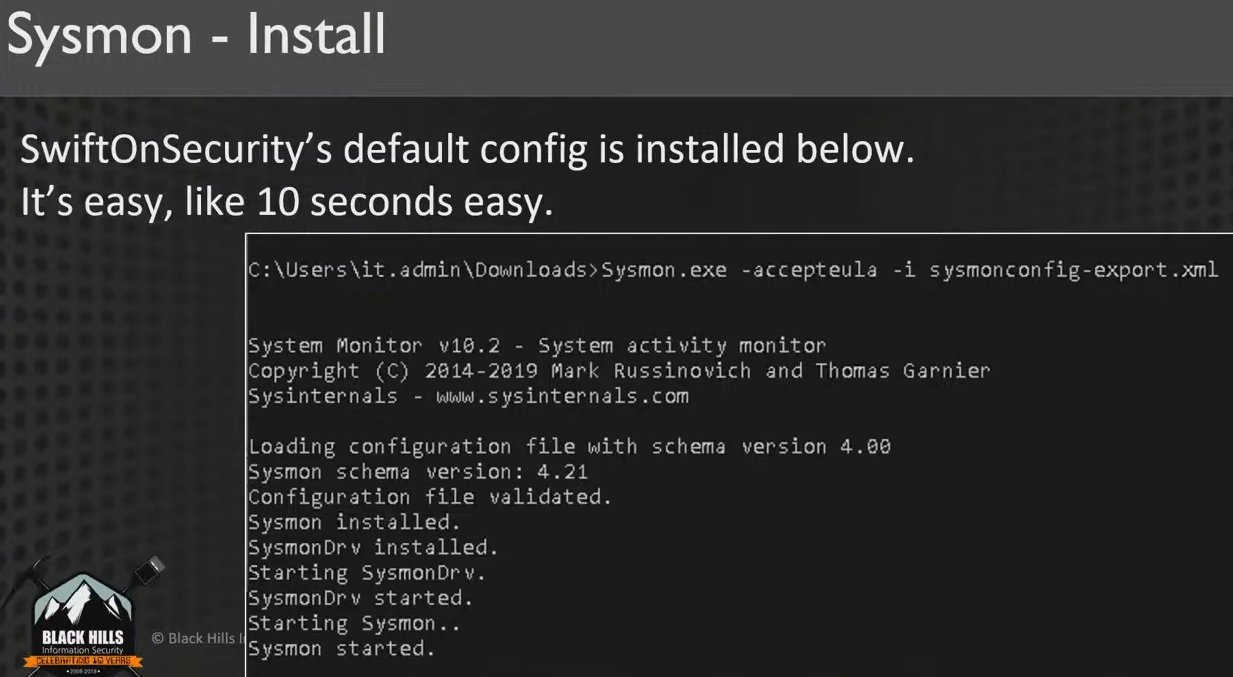 Sysmon - Install
SwiftOnSecurity’s default config is installed below.
It’s easy, like 10 seconds easy.
C:\Users\it.admin\Downloads>Sysmon.exe -accepteula -i sysmonconfig-export.xml
System Monitor v10.2 - System activity monitor
Copyright (C) 2014-2019 Mark Russinovich and Thomas Garnier
Sysinternals - www.sysinternals.com
Loading configuration file with schema version 4.00
Sysmon schema version: 4.21
Configuration file validated.
Sysmon installed.
SysmonDrv installed.
Starting SysmonDrv.
SysmonDrv started.
Starting Sysmon..
Sysmon started.
BLACK HILLS
Information Security
CELEBRATING 10 YEARS
•2008-2018•
© Black Hills